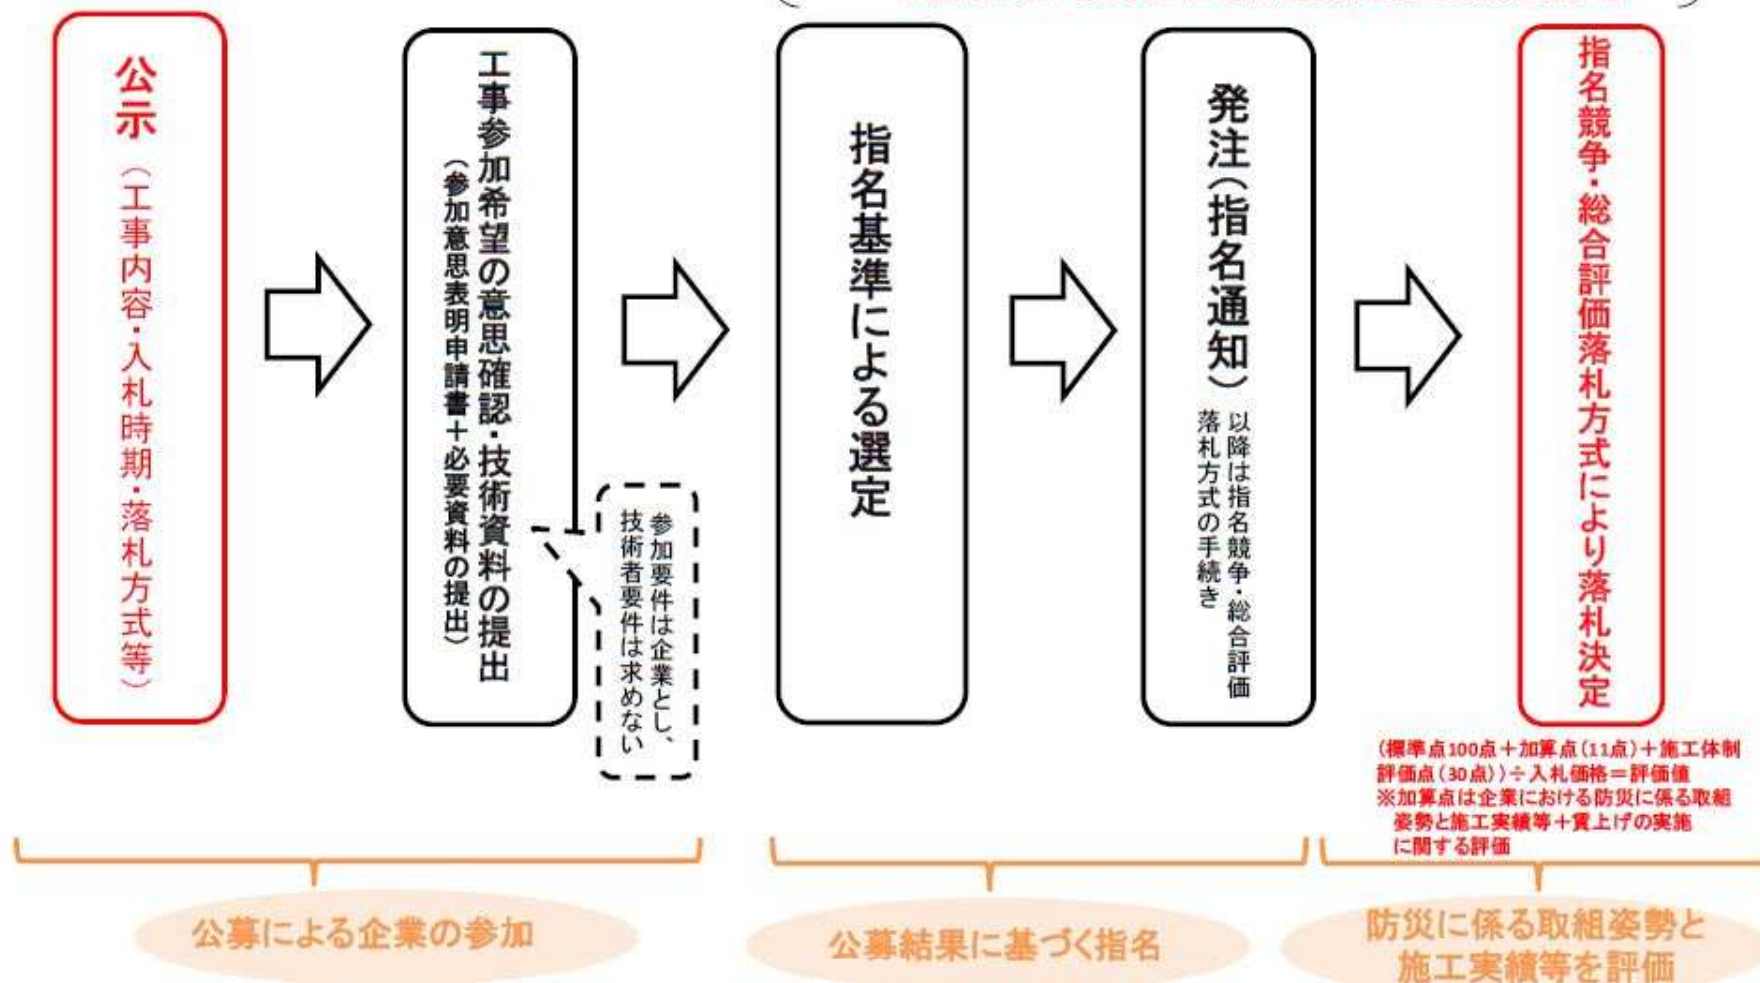 公示（工事内容・入札時期・落札方式等）
工事参加希望の意思確認・技術資料の提出
（参加意思表明申請書＋必要資料の提出）
参加要件は企業とし、
技術者要件は求めない
指名基準による選定
発注（指名通知）
以降は指名競争・総合評価
落札方式の手続き
指名競争・総合評価落札方式により落札決定
（標準点100点＋加算点（11点）＋施工体制
評価点（30点））÷入札価格＝評価値
※加算点は企業における防災に係る取組
姿勢と施工実績等＋賃上げの実施
に関する評価
公募による企業の参加
公募結果に基づく指名
防災に係る取組姿勢と
施工実績等を評価